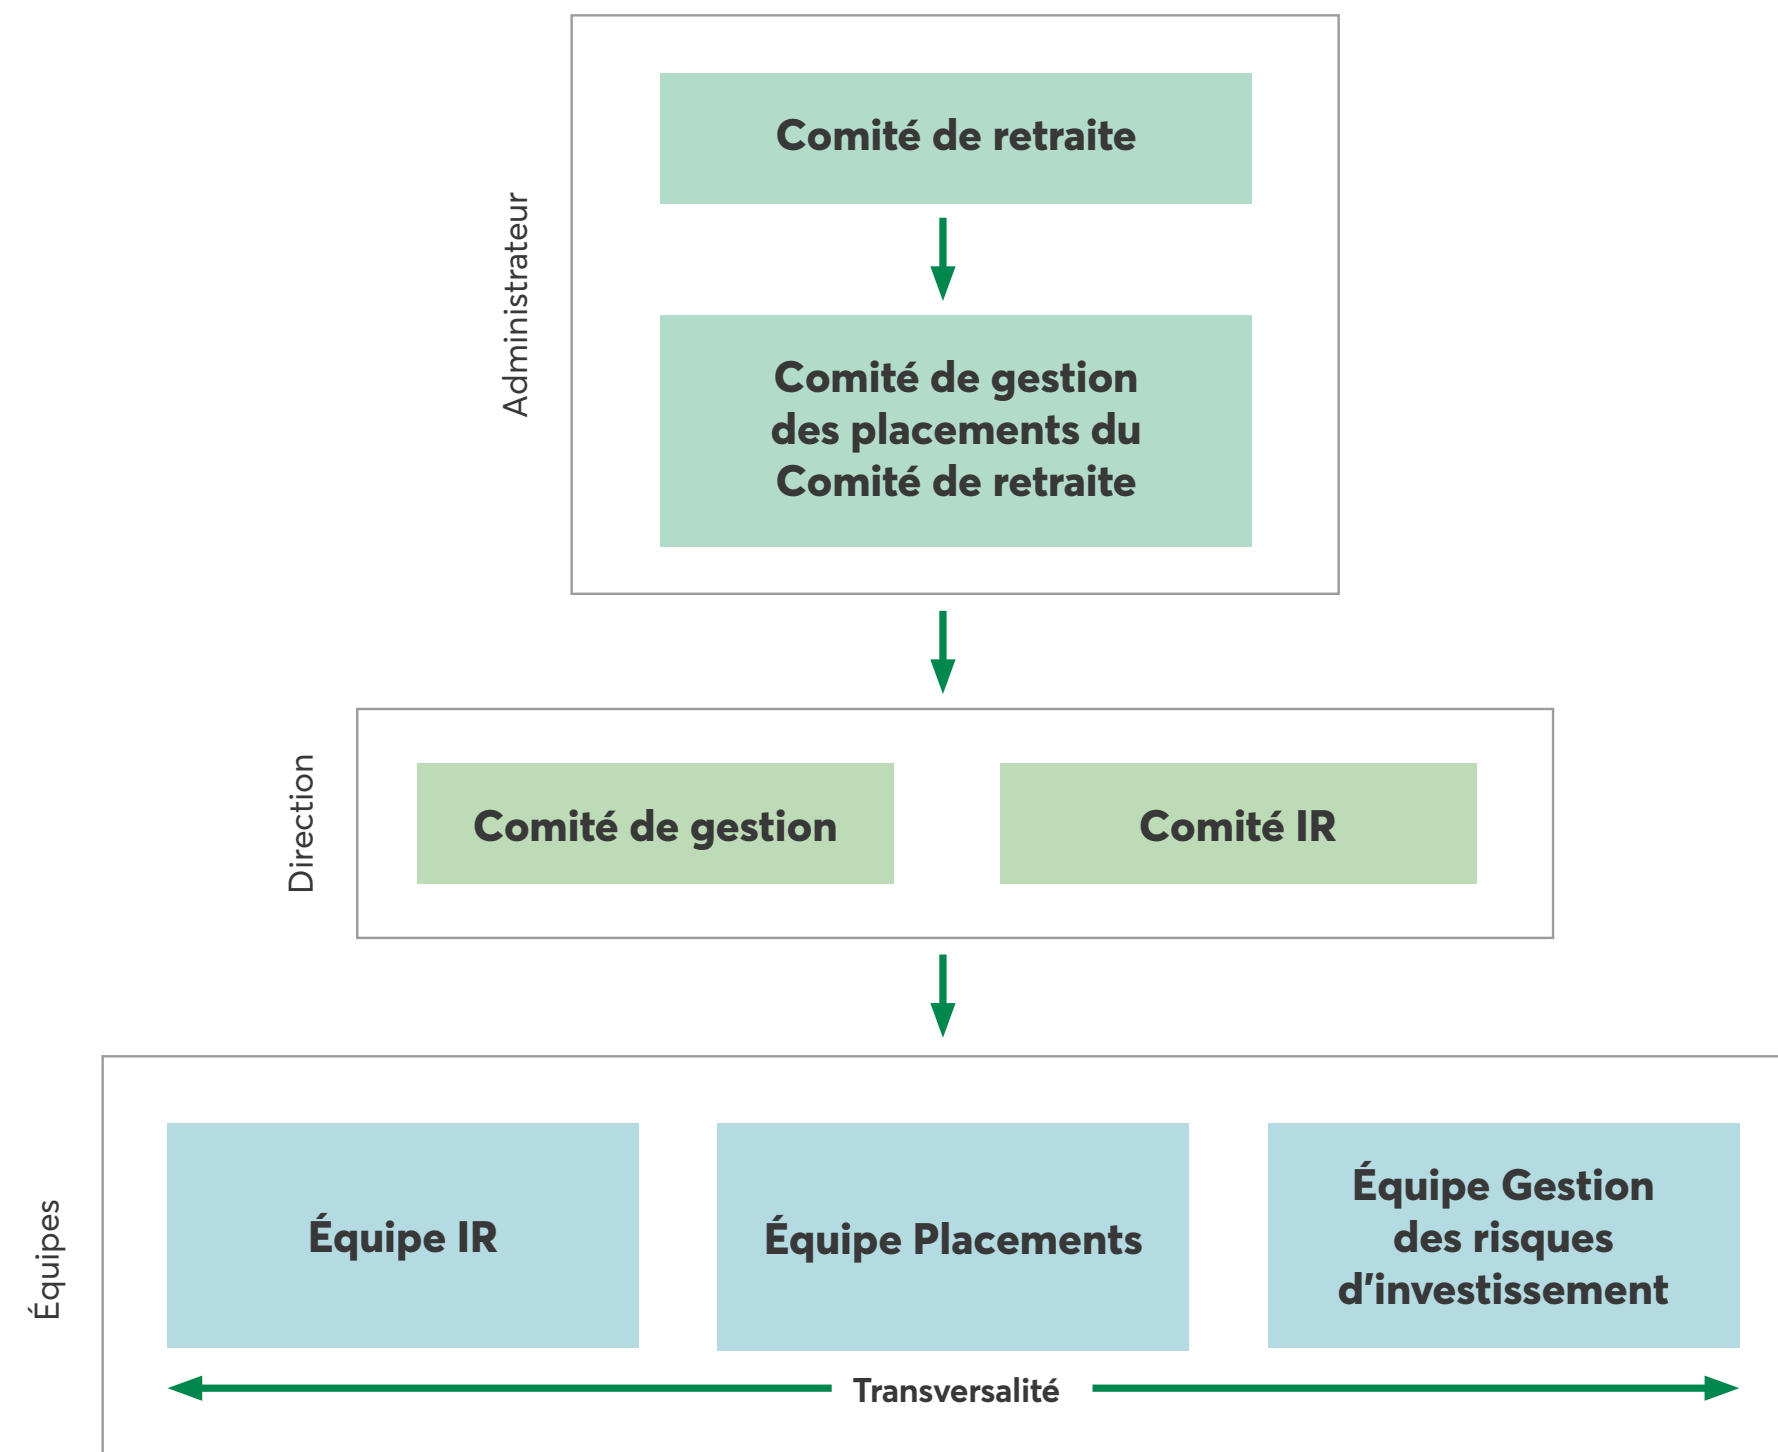 Administrateur
Comité de retraite
Comité de gestion
des placements du
Comité de retraite
Direction
Comité de gestion
Comité IR
Équipes
Équipe IR
Équipe Placements
Équipe Gestion
des risques
d'investissement
Transversalité